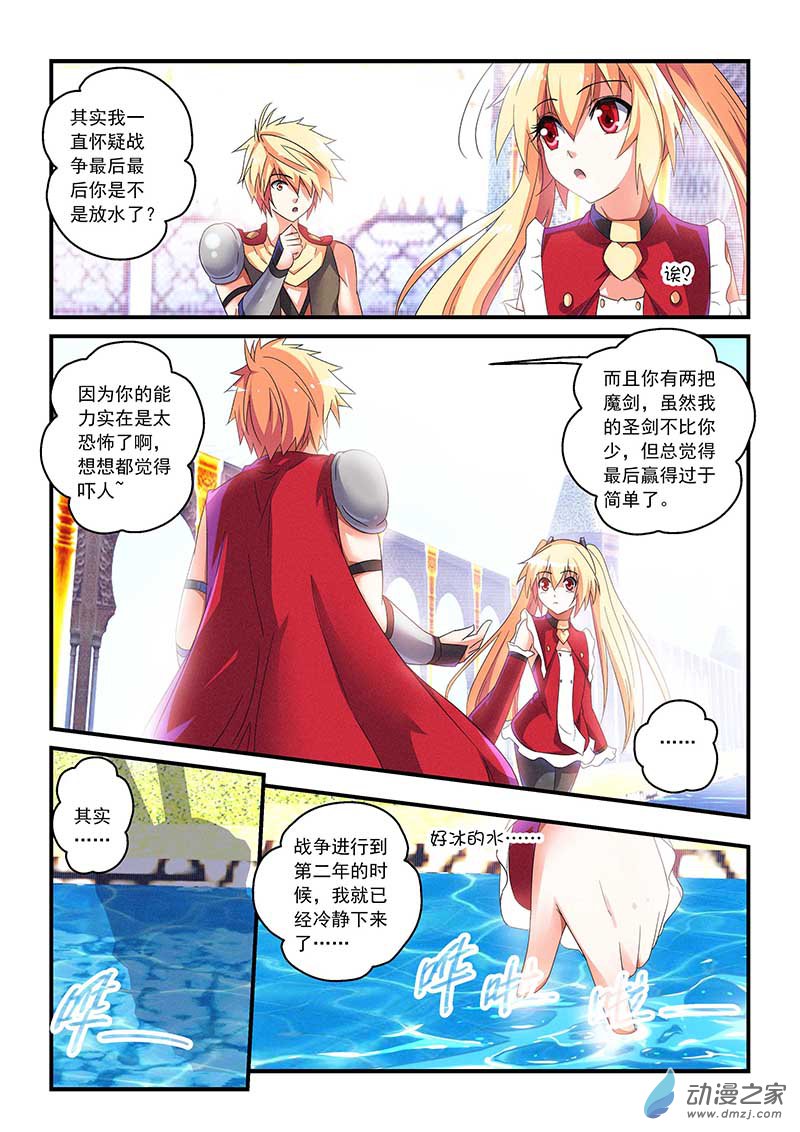 其实我一
直怀疑战
争最后最
后你是不
是放水了？
诶？
因为你的能
力实在是太
恐怖了啊，
想想都觉得
吓人~
而且你有两把
魔剑，虽然我
的圣剑不比你
少，但总觉得
最后赢得过于
简单了。
……
其实
……
战争进行到
第二年的时
候，我就已
经冷静下来
了……
好冰的水……
哗——
哗啦啦——
动漫之家
www.dmzj.com